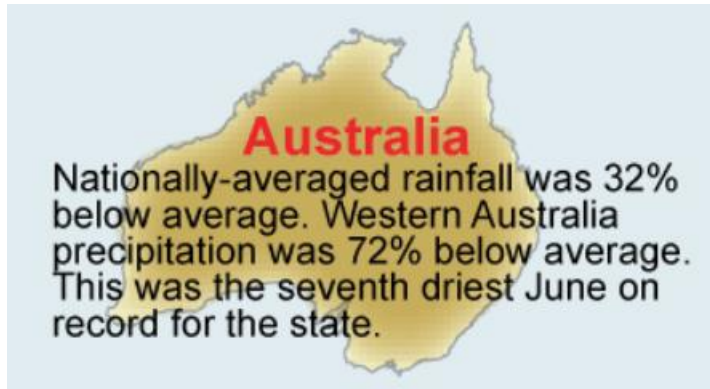 Australia
Nationally-averaged rainfall was 32%
below average. Western Australia
precipitation was 72% below average.
This was the seventh driest June on
record for the state.